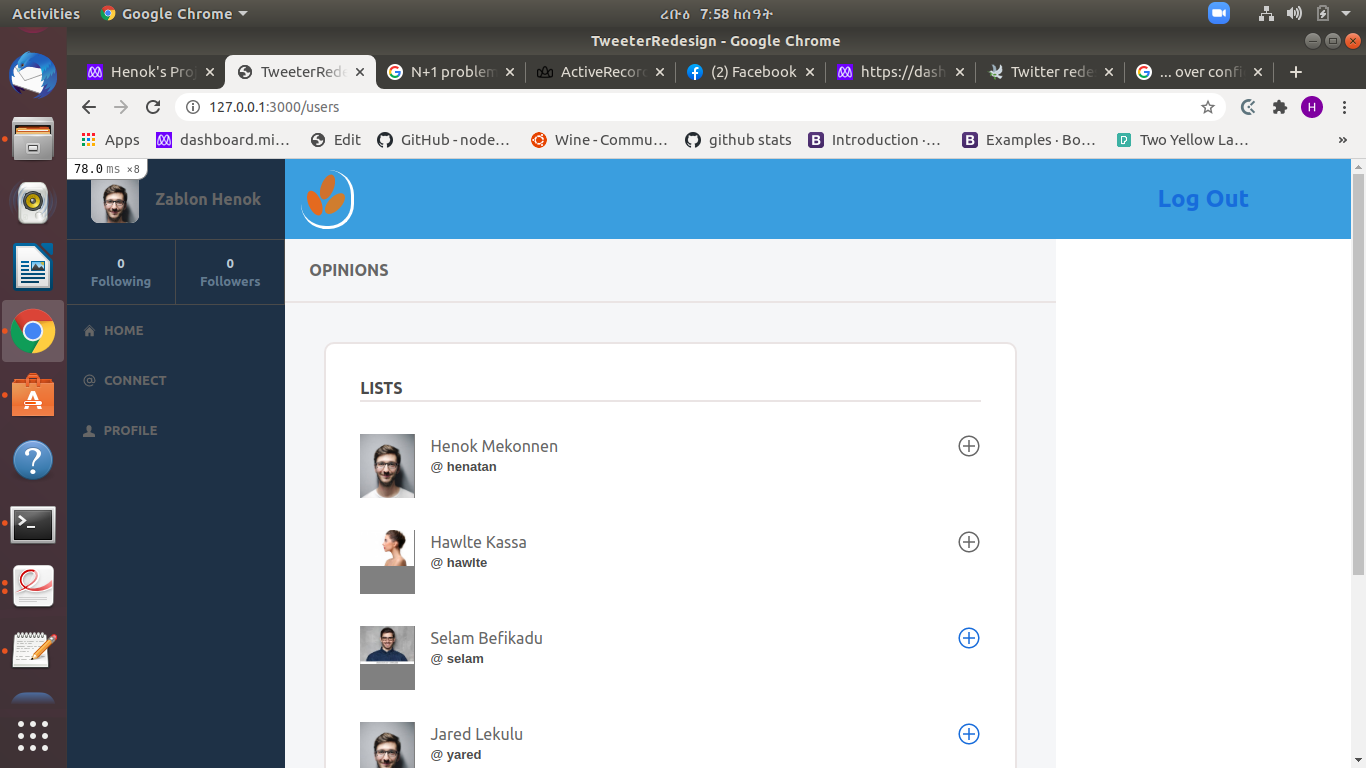 Activities Google Chrome ረቡዕ 7:58 ከሰዓት
TweeterRedesign - Google Chrome
Henok's Proj TweeterRede N+1 problem ActiveRecor (2) Facebook https://dash Twitter rede ... over confi
127.0.0.1:3000/users H
Apps dashboard.mi... Edit GitHub - node... Wine - Commu... github stats Introduction ·... Examples · Bo... Two Yellow La... »
78.0 ms ×8
Zablon Henok
Log Out
0 Following
0 Followers
HOME
CONNECT
PROFILE
OPINIONS
LISTS
Henok Mekonnen
@ henatan
Hawlte Kassa
@ hawlte
Selam Befikadu
@ selam
Jared Lekulu
@ yared